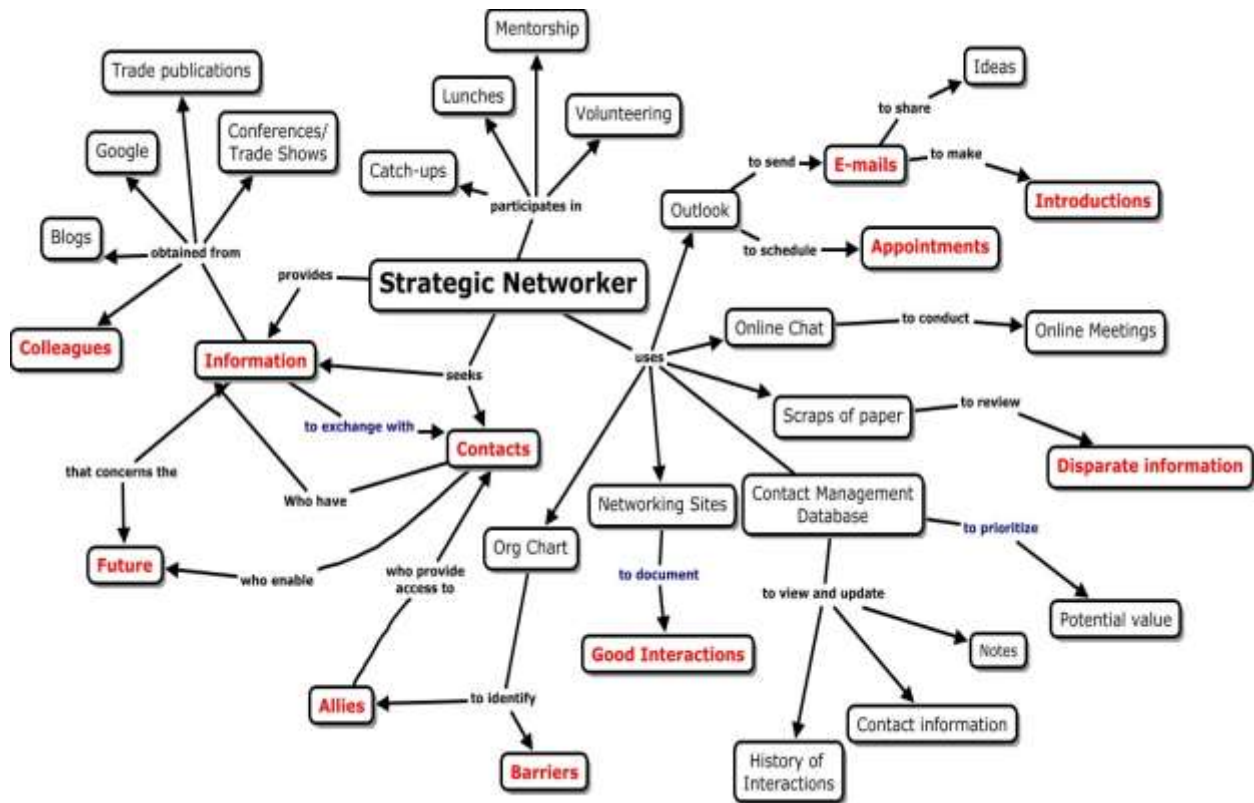 Mentorship
Trade publications
Ideas
Lunches
Volunteering
to share
Conferences/
Trade Shows
Google
Catch-ups
to send
E-mails
to make
participates in
Outlook
Introductions
Blogs
obtained from
to schedule
Appointments
provides
Strategic Networker
Colleagues
Information
Online Chat
to conduct
Online Meetings
uses
seeks
Scraps of paper
to review
to exchange with
Contacts
Disparate information
that concerns the
Who have
Networking Sites
Contact Management
Database
to prioritize
Org Chart
Future
who enable
who provide
access to
to document
to view and update
Potential value
Good Interactions
Notes
Allies
to identify
Contact information
Barriers
History of
Interactions